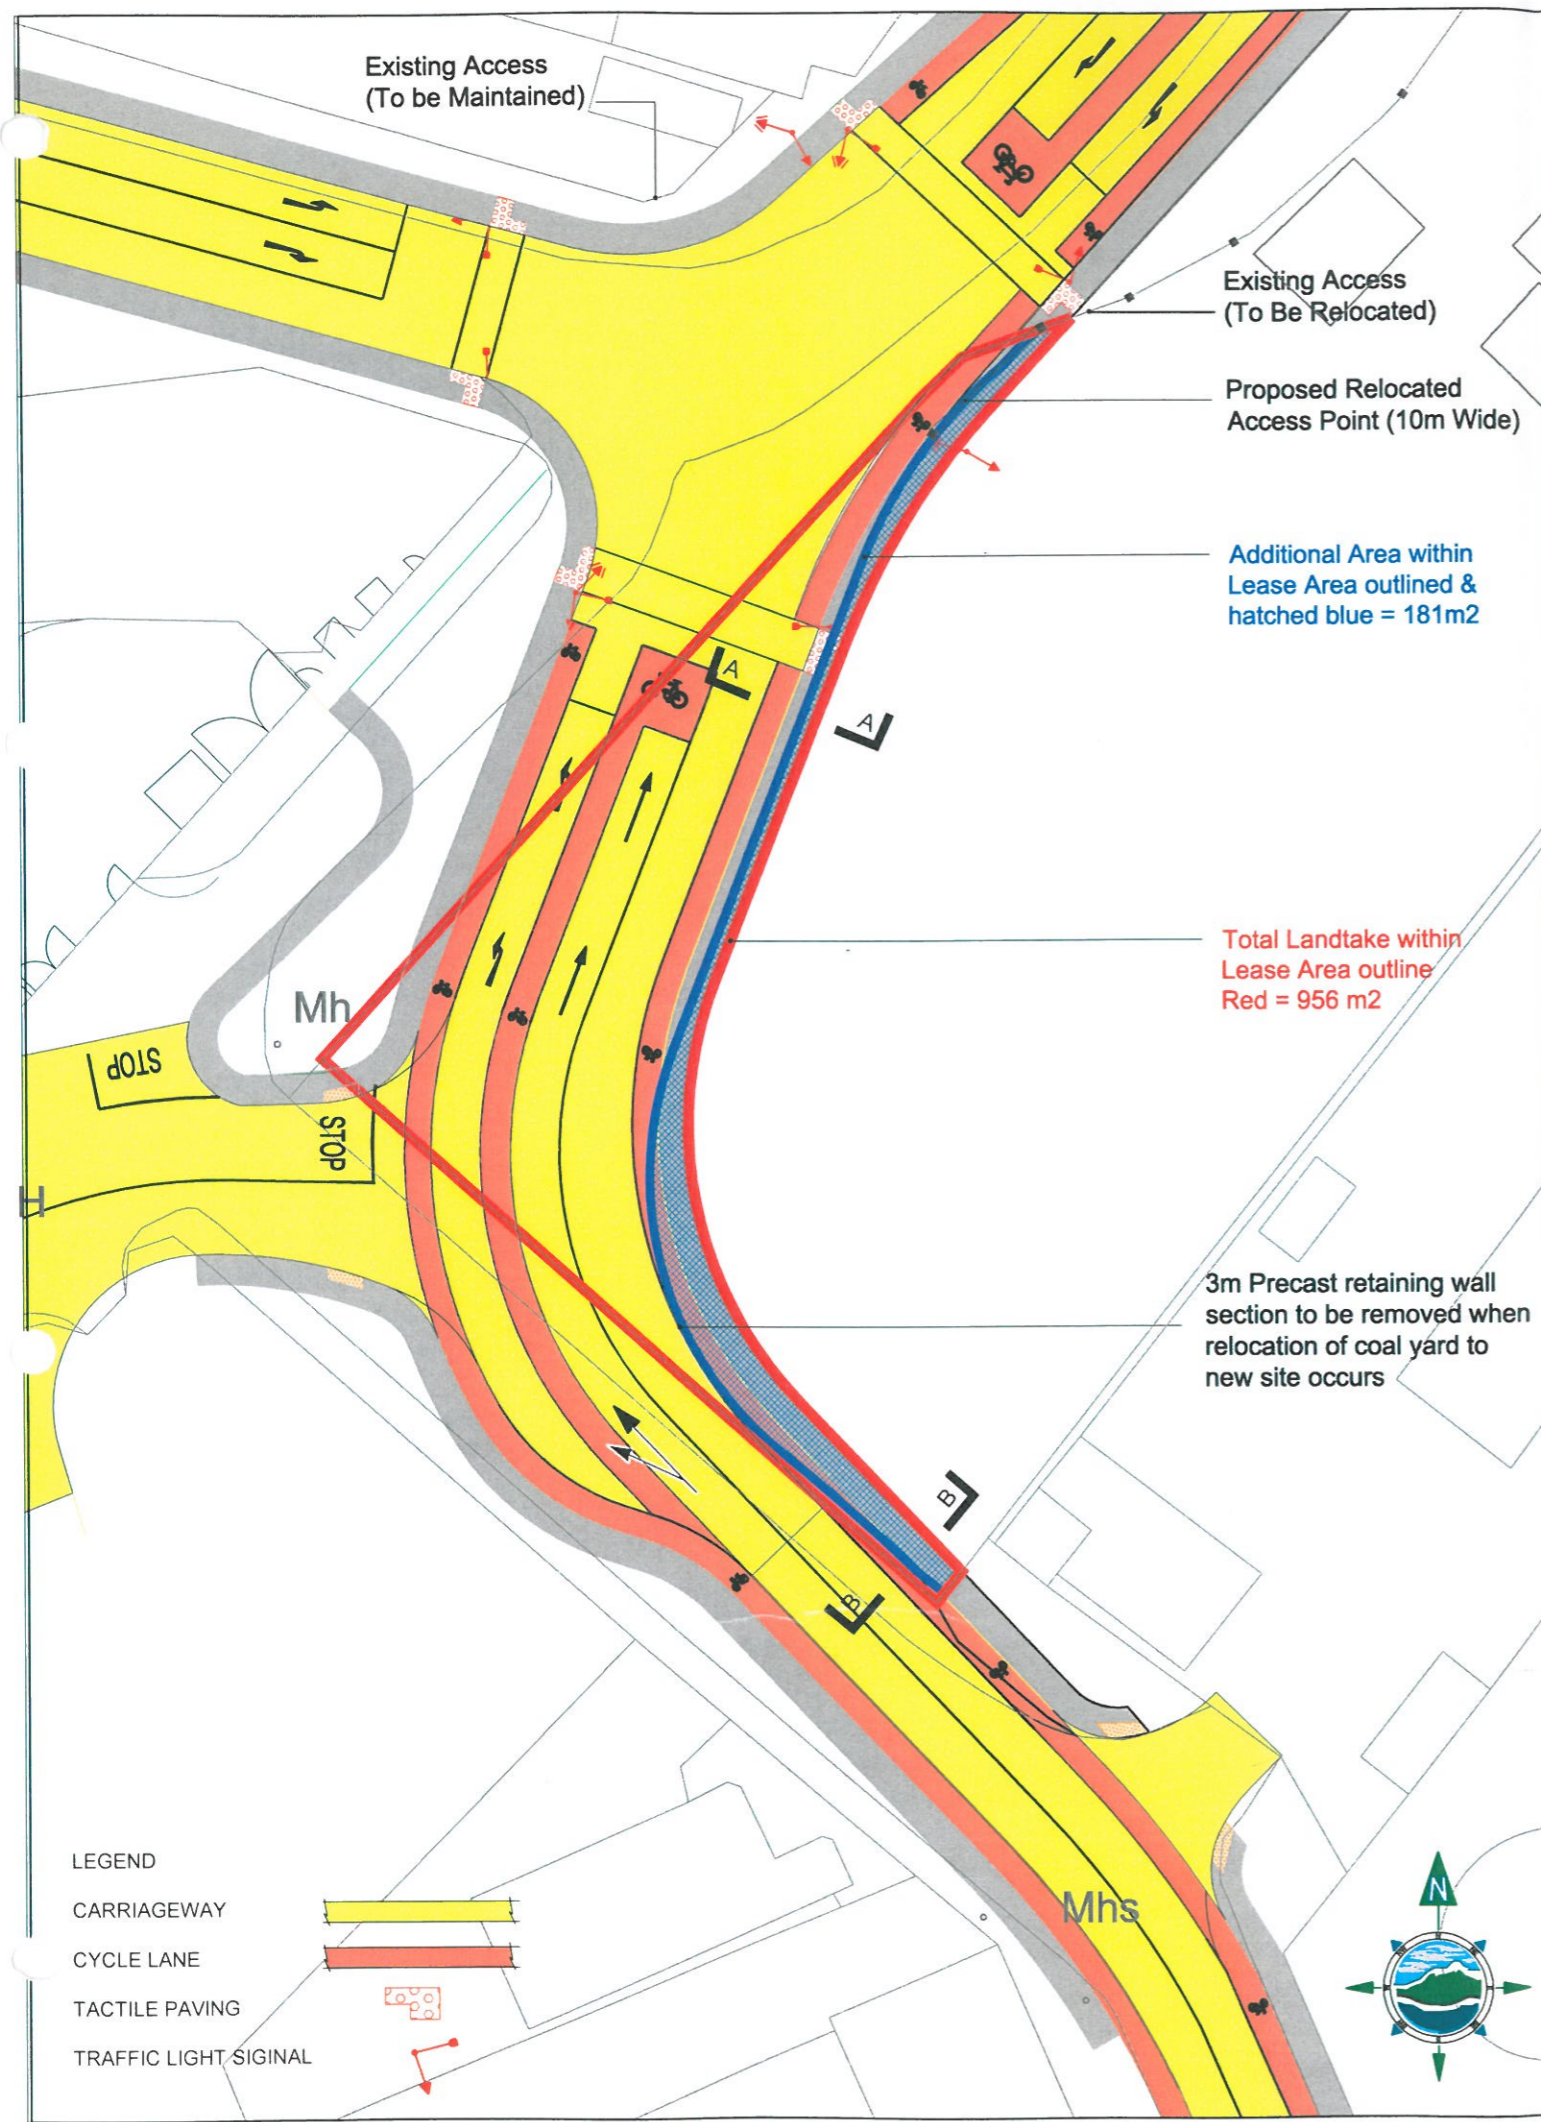 Existing Access
(To be Maintained)
Existing Access
(To Be Relocated)
Proposed Relocated
Access Point (10m Wide)
Additional Area within
Lease Area outlined &
hatched blue = 181m2
A
A
Total Landtake within
Lease Area outline
Red = 956 m2
Mh
STOP
STOP
H
3m Precast retaining wall
section to be removed when
relocation of coal yard to
new site occurs
B
B
LEGEND
CARRIAGEWAY
CYCLE LANE
TACTILE PAVING
TRAFFIC LIGHT SIGINAL
Mhs
N